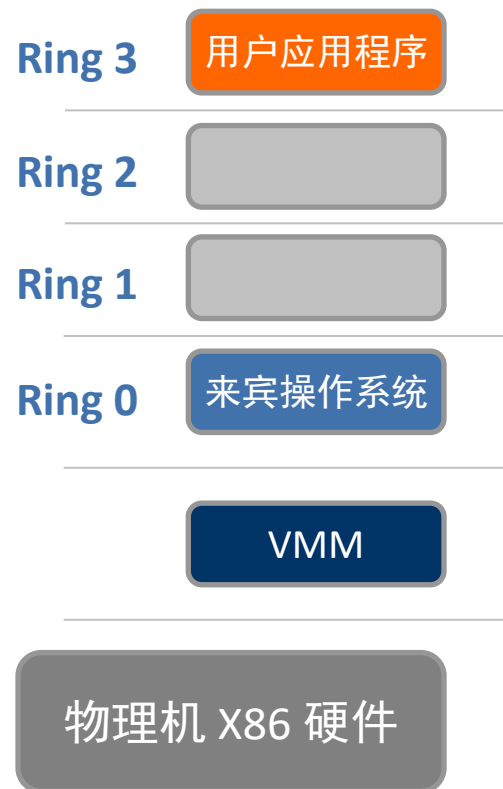 Ring 3 用户应用程序
Ring 2
Ring 1
Ring 0 来宾操作系统
VMM
物理机 X86 硬件